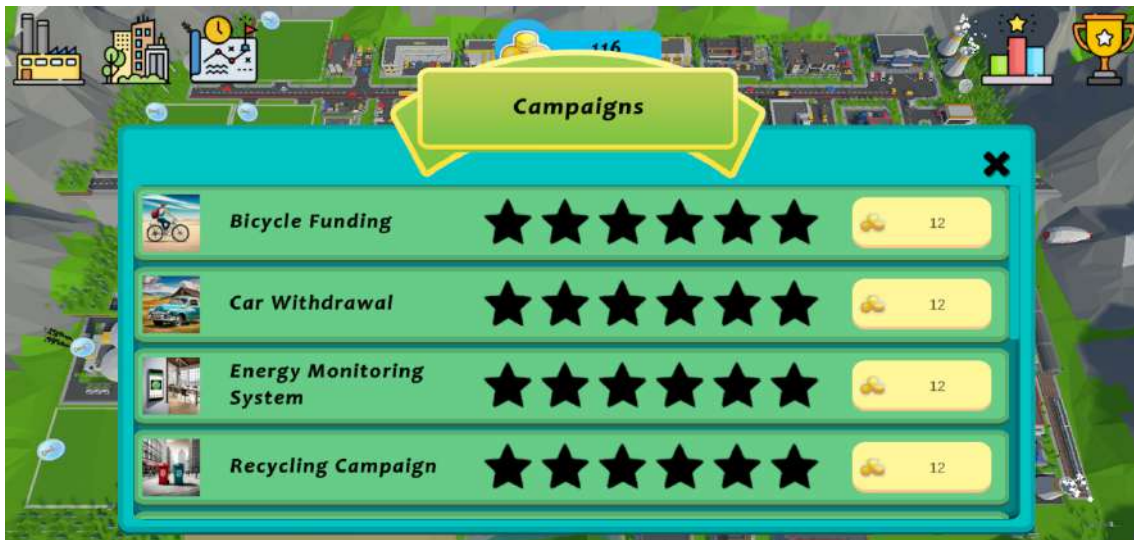 116
Campaigns
Bicycle Funding
12
Car Withdrawal
12
Energy Monitoring
System
12
Recycling Campaign
12